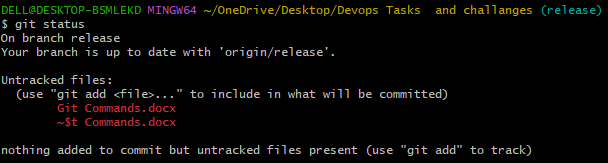 DELL@DESKTOP-BSMLEKD MINGW64 ~/OneDrive/Desktop/Devops Tasks  and challanges (release)
$ git status
On branch release
Your branch is up to date with 'origin/release'.

Untracked files:
  (use "git add <file>..." to include in what will be committed)
        Git Commands.docx
        ~$t Commands.docx

nothing added to commit but untracked files present (use "git add" to track)